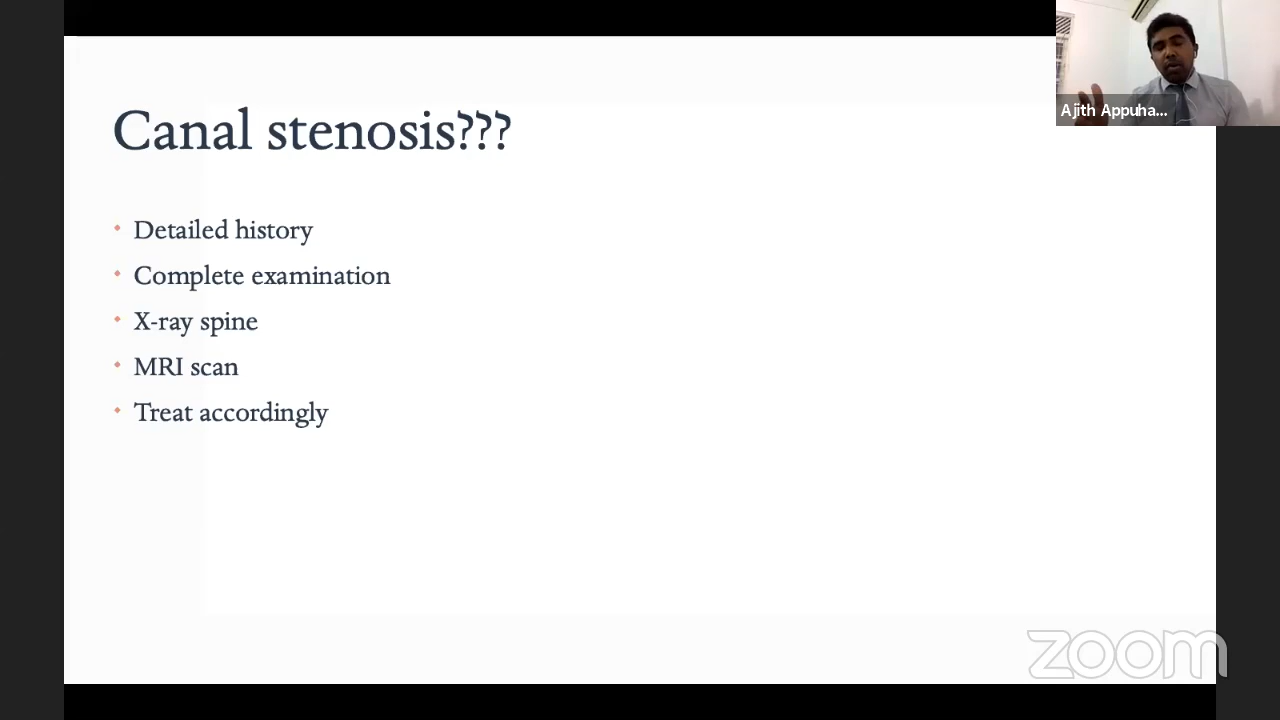 Canal stenosis???
Ajith Appuha...
Detailed history
Complete examination
X-ray spine
MRI scan
Treat accordingly
zoom